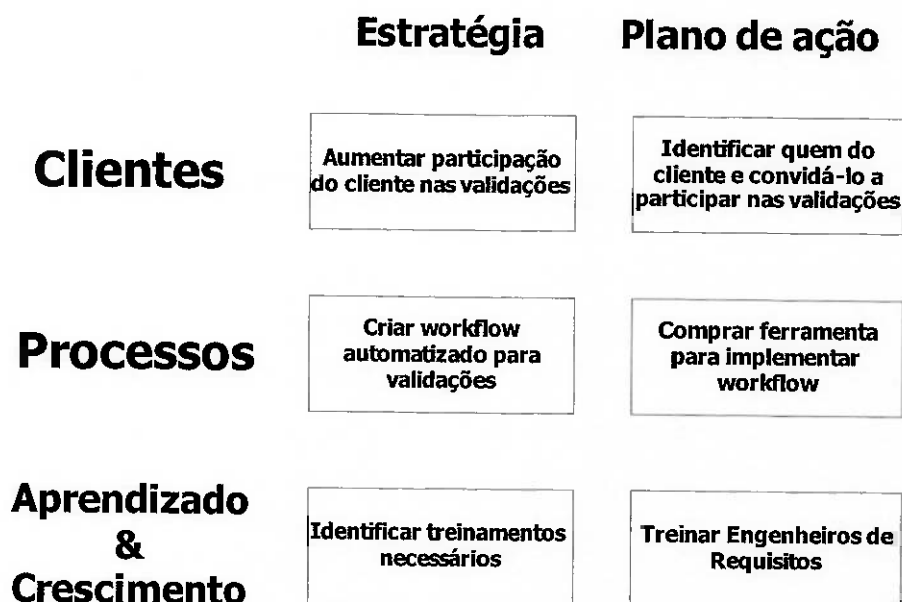 Estratégia
Plano de ação
Clientes
Aumentar participação
do cliente nas validações
Identificar quem do
cliente e convidá-lo a
participar nas validações
Processos
Criar workflow
automatizado para
validações
Comprar ferramenta
para implementar
workflow
Aprendizado
&
Crescimento
Identificar treinamentos
necessários
Treinar Engenheiros de
Requisitos